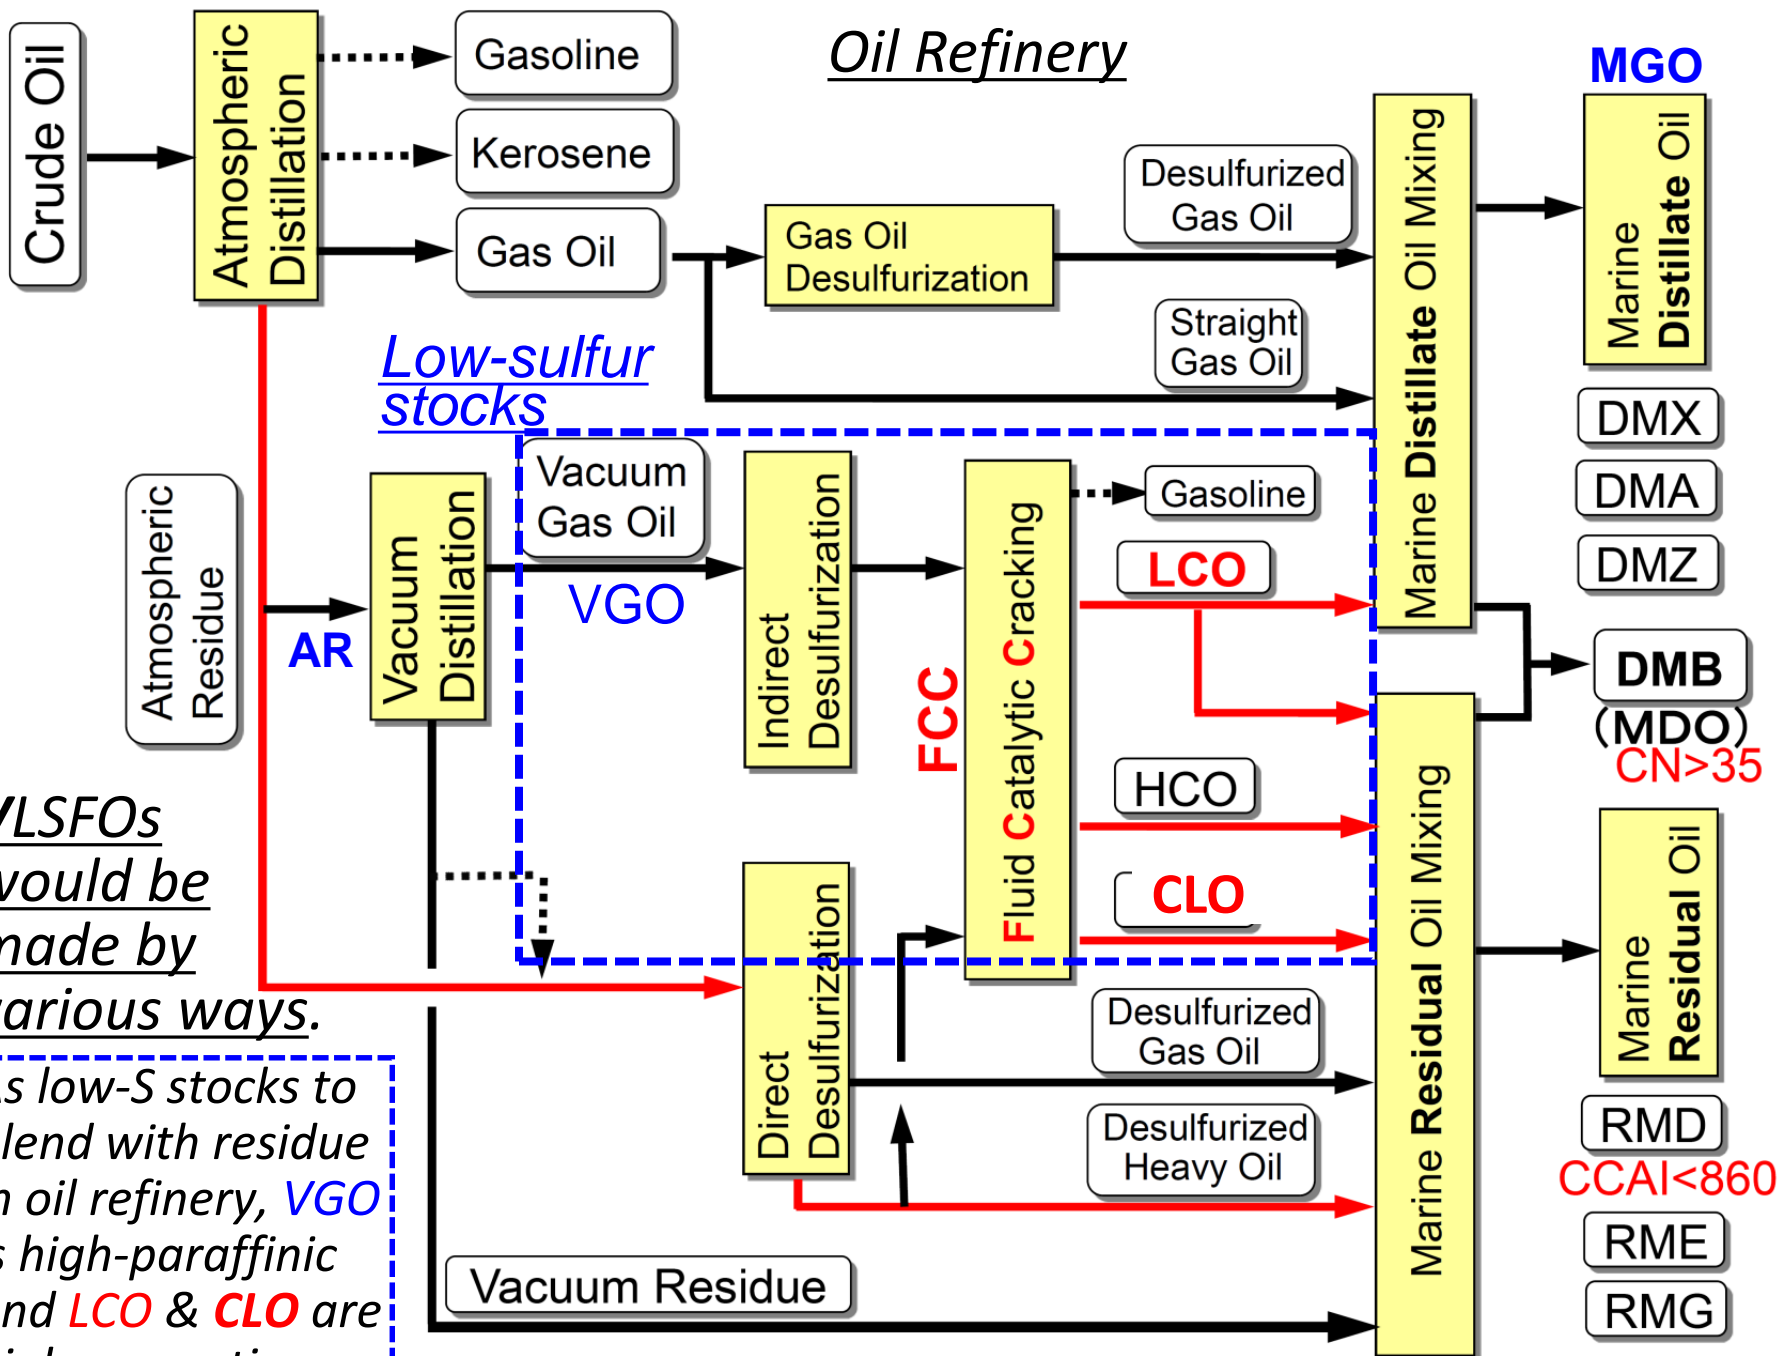 Oil Refinery
Crude Oil
Atmospheric
Distillation
Gasoline
Kerosene
Gas Oil
Gas Oil
Desulfurization
Desulfurized
Gas Oil
Straight
Gas Oil
Marine Distillate Oil Mixing
MGO
Marine
Distillate Oil
DMX
DMA
DMZ
DMB
(MDO)
CN>35
Low-sulfur
stocks
Atmospheric
Residue
AR
Vacuum
Distillation
Vacuum
Gas Oil
VGO
Indirect
Desulfurization
FCC
Fluid Catalytic Cracking
Gasoline
LCO
HCO
CLO
Direct
Desulfurization
Desulfurized
Gas Oil
Desulfurized
Heavy Oil
Vacuum Residue
Marine Residual Oil Mixing
Marine
Residual Oil
RMD
CCAI<860
RME
RMG
VLSFOs
would be
made by
various ways.
As low-S stocks to
lend with residue
n oil refinery, VGO
s high-paraffinic
nd LCO & CLO are